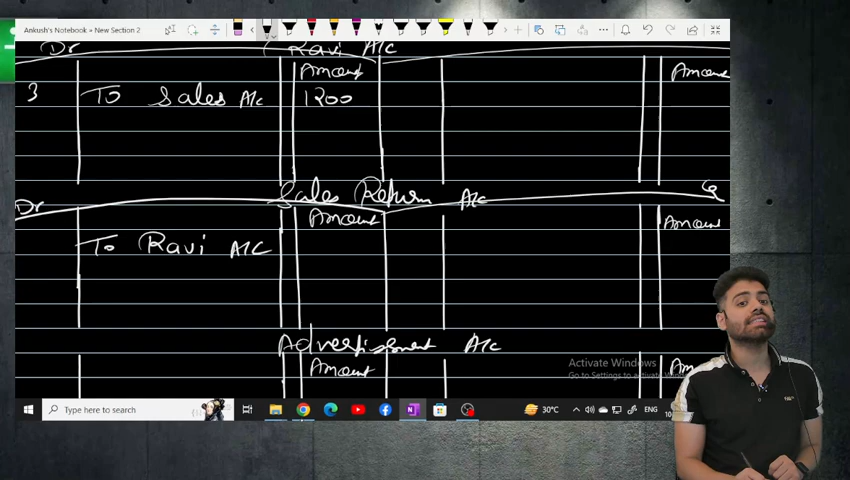 Ankush's Notebook » New Section 2
Dr Ravi A/c
Amount Amount
3 To Sales A/c 1200
Sales Return A/c
Dr Cr
Amount Amount
To Ravi A/C
Advertisment A/c
Amount
Activate Windows
Go to Settings to activate Windows
Type here to search 30°C ENG